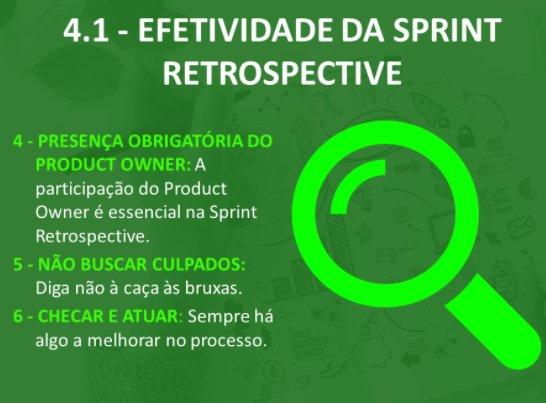 4.1 - EFETIVIDADE DA SPRINT
RETROSPECTIVE
4 - PRESENÇA OBRIGATÓRIA DO
PRODUCT OWNER: A
participação do Product
Owner é essencial na Sprint
Retrospective.
5 - NÃO BUSCAR CULPADOS:
Diga não à caça às bruxas.
6 - CHECAR E ATUAR: Sempre há
algo a melhorar no processo.